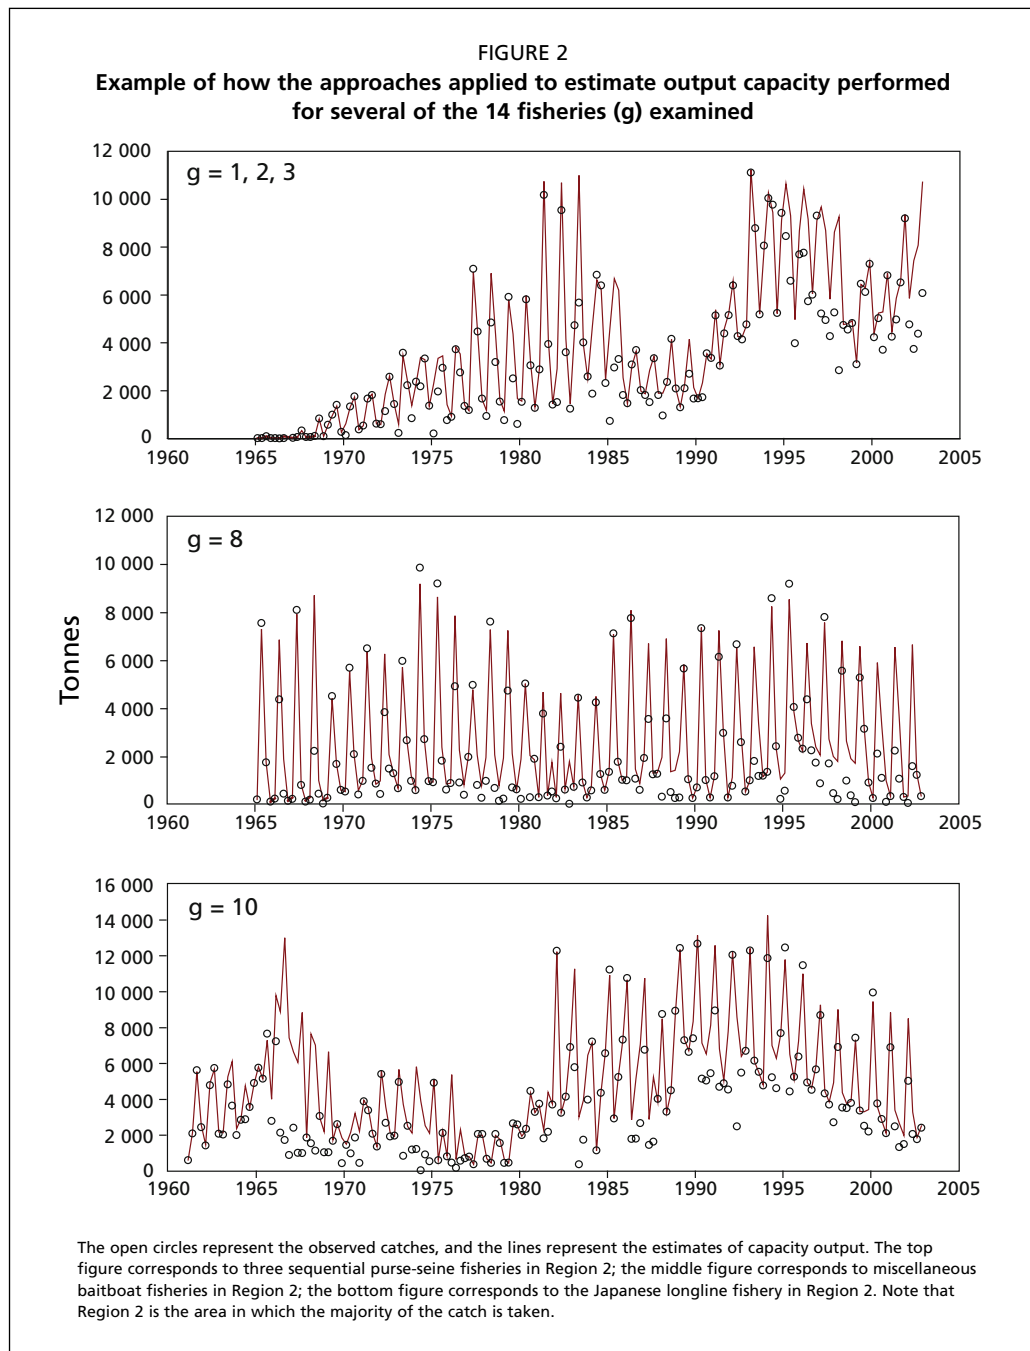 FIGURE 2
Example of how the approaches applied to estimate output capacity performed
for several of the 14 fisheries (g) examined
12 000
g = 1, 2, 3
10 000
8 000
6 000
4 000
2 000
0
1960 1965 1970 1975 1980 1985 1990 1995 2000 2005
12 000
g = 8
10 000
8 000
6 000
4 000
2 000
0
1960 1965 1970 1975 1980 1985 1990 1995 2000 2005
Tonnes
16 000
g = 10
14 000
12 000
10 000
8 000
6 000
4 000
2 000
0
1960 1965 1970 1975 1980 1985 1990 1995 2000 2005
The open circles represent the observed catches, and the lines represent the estimates of capacity output. The top
figure corresponds to three sequential purse-seine fisheries in Region 2; the middle figure corresponds to miscellaneous
baitboat fisheries in Region 2; the bottom figure corresponds to the Japanese longline fishery in Region 2. Note that
Region 2 is the area in which the majority of the catch is taken.